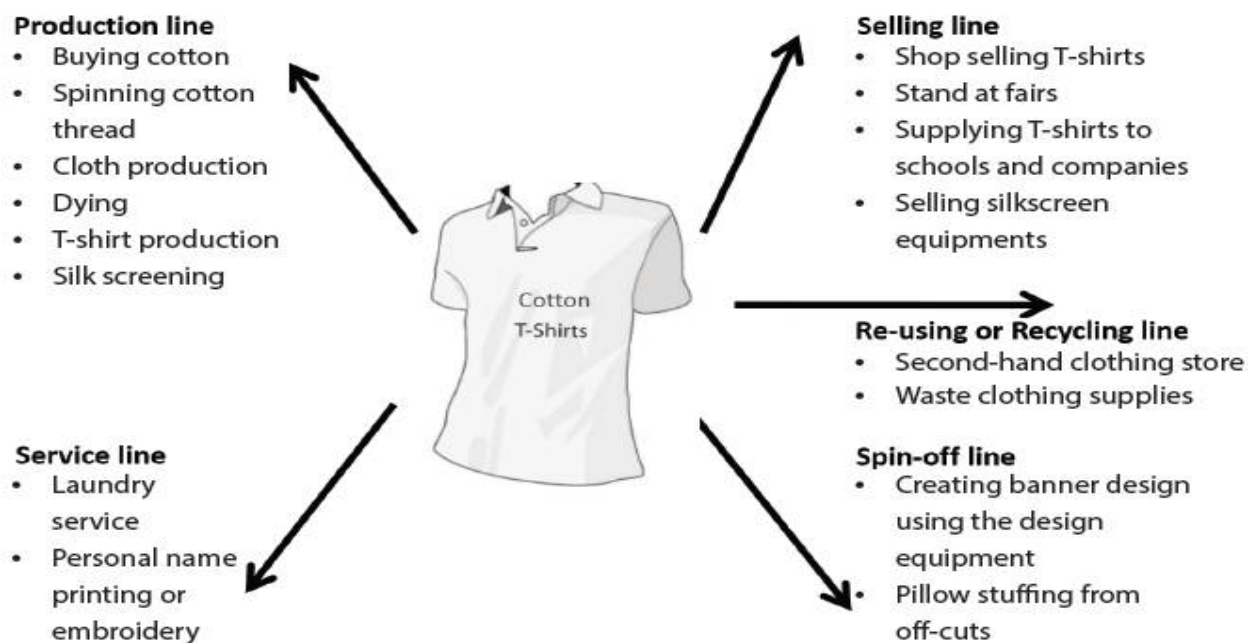 Production line
• Buying cotton
• Spinning cotton
thread
• Cloth production
• Dying
• T-shirt production
• Silk screening
Selling line
• Shop selling T-shirts
• Stand at fairs
• Supplying T-shirts to
schools and companies
• Selling silkscreen
equipments
Cotton
T-Shirts
Re-using or Recycling line
• Second-hand clothing store
• Waste clothing supplies
Service line
• Laundry
service
• Personal name
printing or
embroidery
Spin-off line
• Creating banner design
using the design
equipment
• Pillow stuffing from
off-cuts